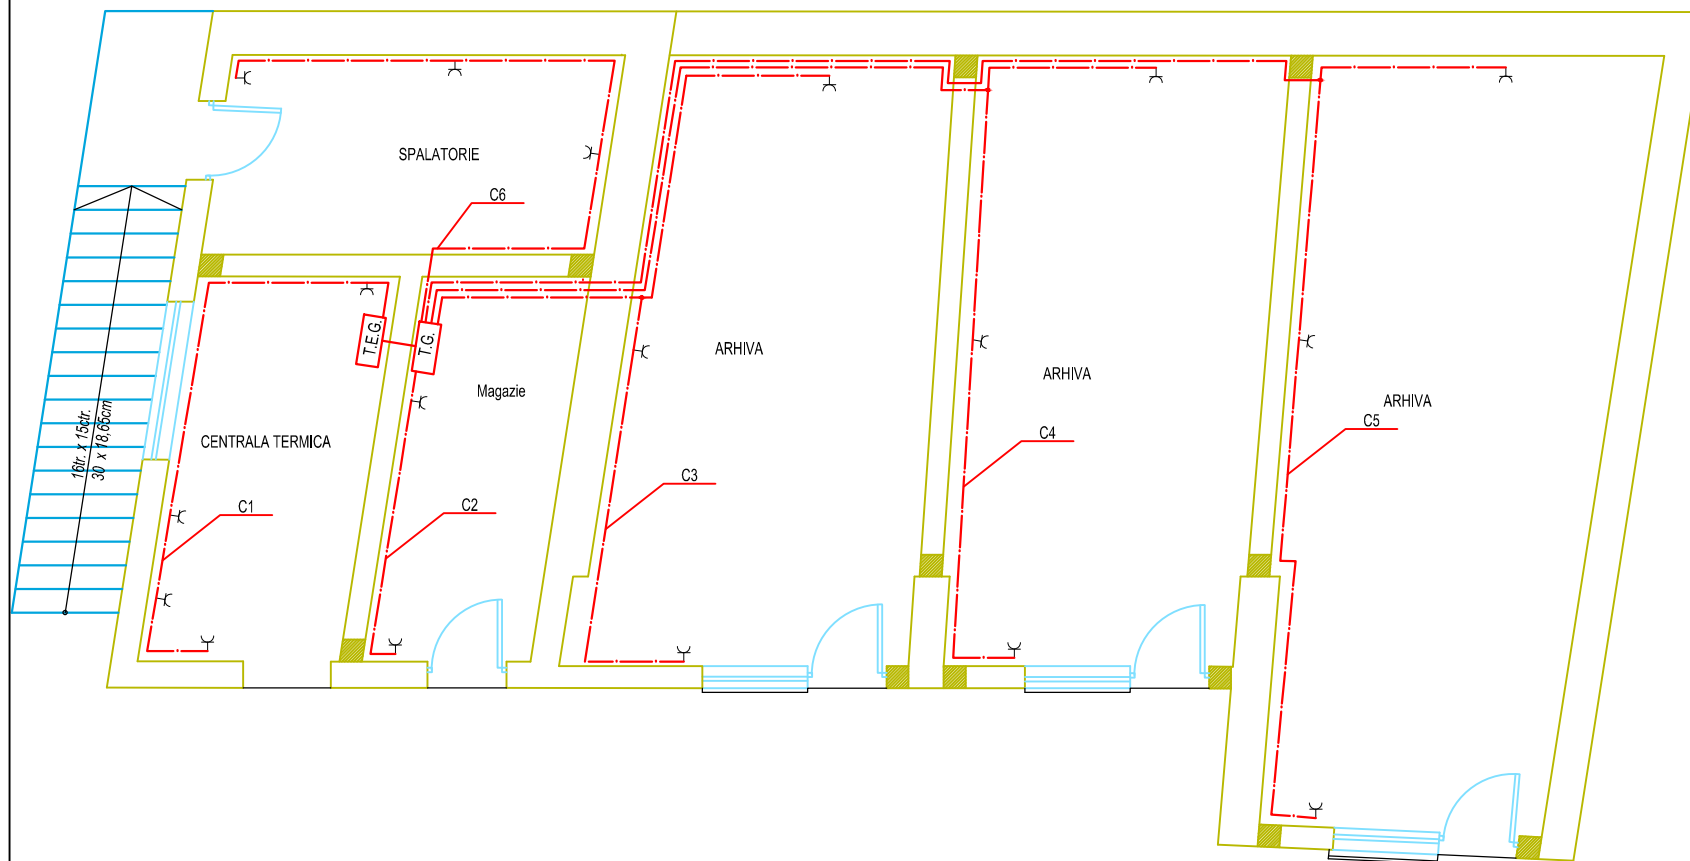 SPALATORIE
C6
T.E.G.
T.G.
ARHIVA
ARHIVA
Magazie
ARHIVA
16tr. x 15ctr.
30 x 18,65cm
CENTRALA TERMICA
C5
C4
C3
C1
C2